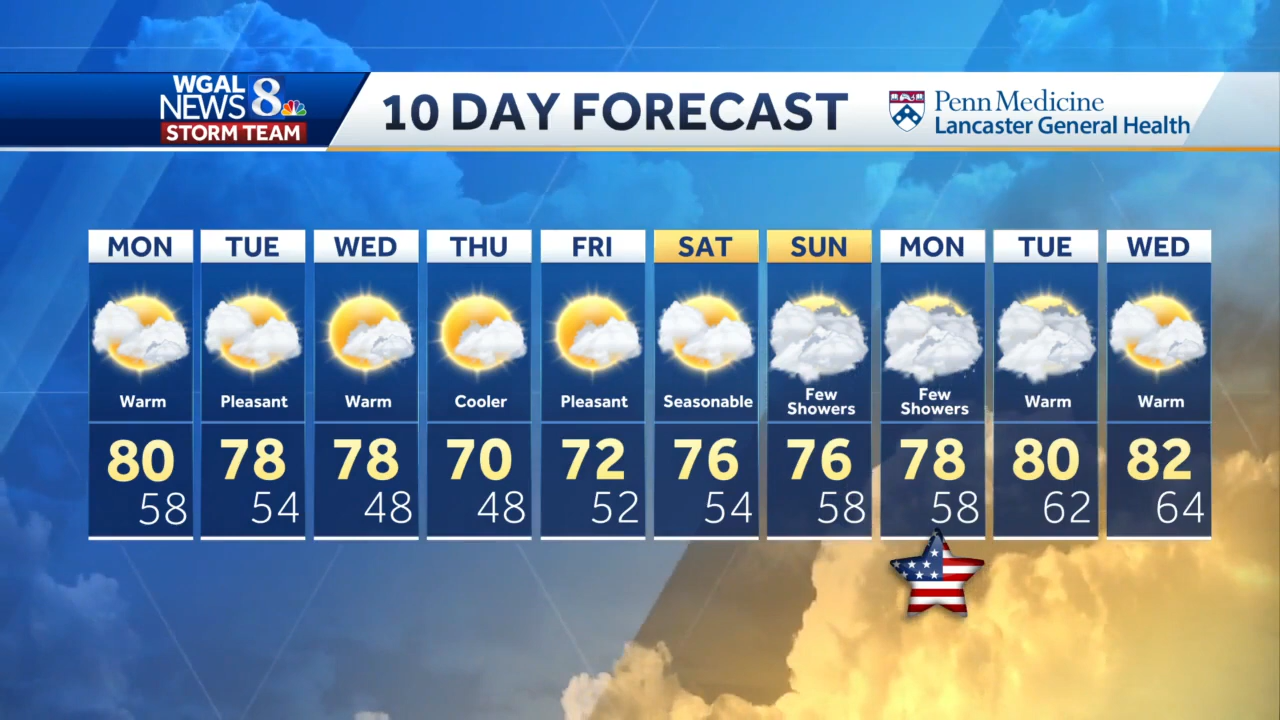 WGAL
NEWS 8
STORM TEAM
10 DAY FORECAST
Penn Medicine
Lancaster General Health
MON TUE WED THU FRI SAT SUN MON TUE WED
Warm Pleasant Warm Cooler Pleasant Seasonable Few Showers Few Showers Warm Warm
80 78 78 70 72 76 76 78 80 82
58 54 48 48 52 54 58 58 62 64